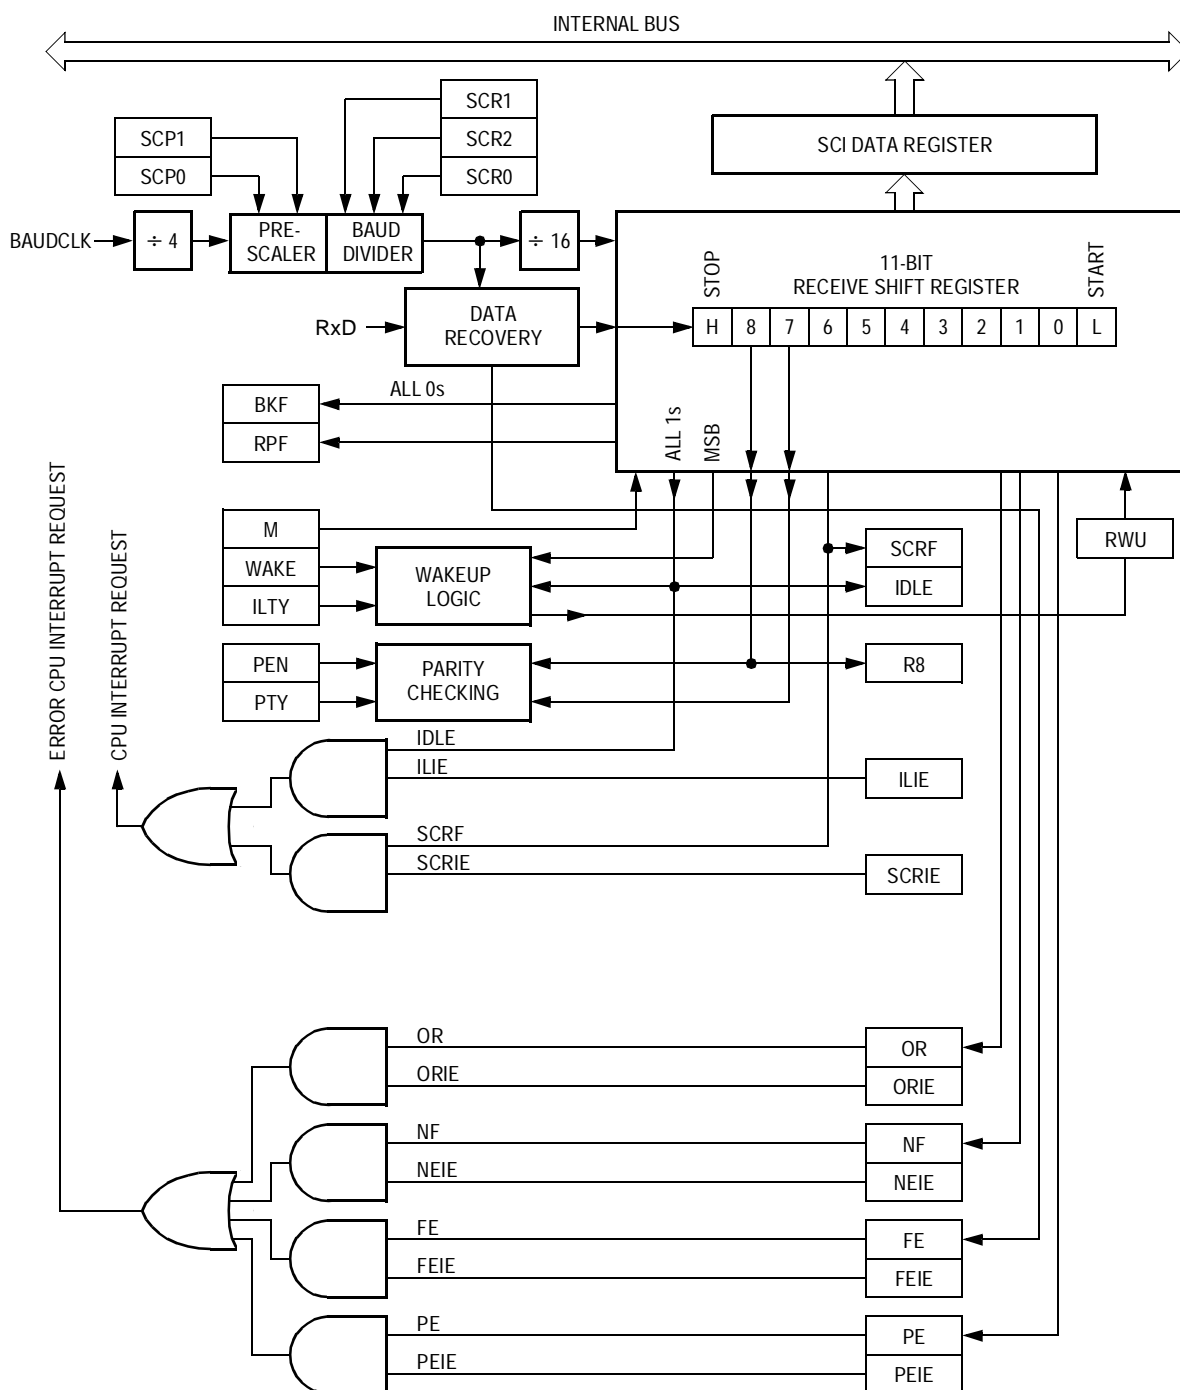 INTERNAL BUS
SCR1
SCP1
SCR2
SCI DATA REGISTER
SCP0
SCR0
BAUDCLK
÷ 4
PRE-
SCALER
BAUD
DIVIDER
÷ 16
STOP
11-BIT
RECEIVE SHIFT REGISTER
START
RxD
DATA
RECOVERY
H 8 7 6 5 4 3 2 1 0 L
ALL 0s
BKF
RPF
ALL 1s
MSB
ERROR CPU INTERRUPT REQUEST
CPU INTERRUPT REQUEST
M
WAKE
ILTY
WAKEUP
LOGIC
SCRF
IDLE
RWU
PEN
PTY
PARITY
CHECKING
R8
IDLE
ILIE
ILIE
SCRF
SCRIE
SCRIE
OR
OR
ORIE
ORIE
NF
NF
NEIE
NEIE
FE
FE
FEIE
FEIE
PE
PE
PEIE
PEIE